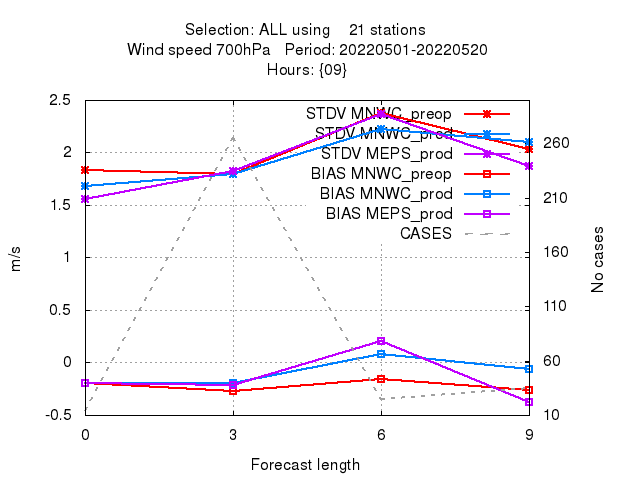 Selection: ALL using 21 stations
Wind speed 700hPa Period: 20220501-20220520
Hours: {09}
2.5
2
1.5
1
0.5
0
-0.5
m/s
STDV MNWC_preop
STDV MNWC_prod
STDV MEPS_prod
BIAS MNWC_preop
BIAS MNWC_prod
BIAS MEPS_prod
CASES
260
210
160
110
60
10
No cases
0 3 6 9
Forecast length